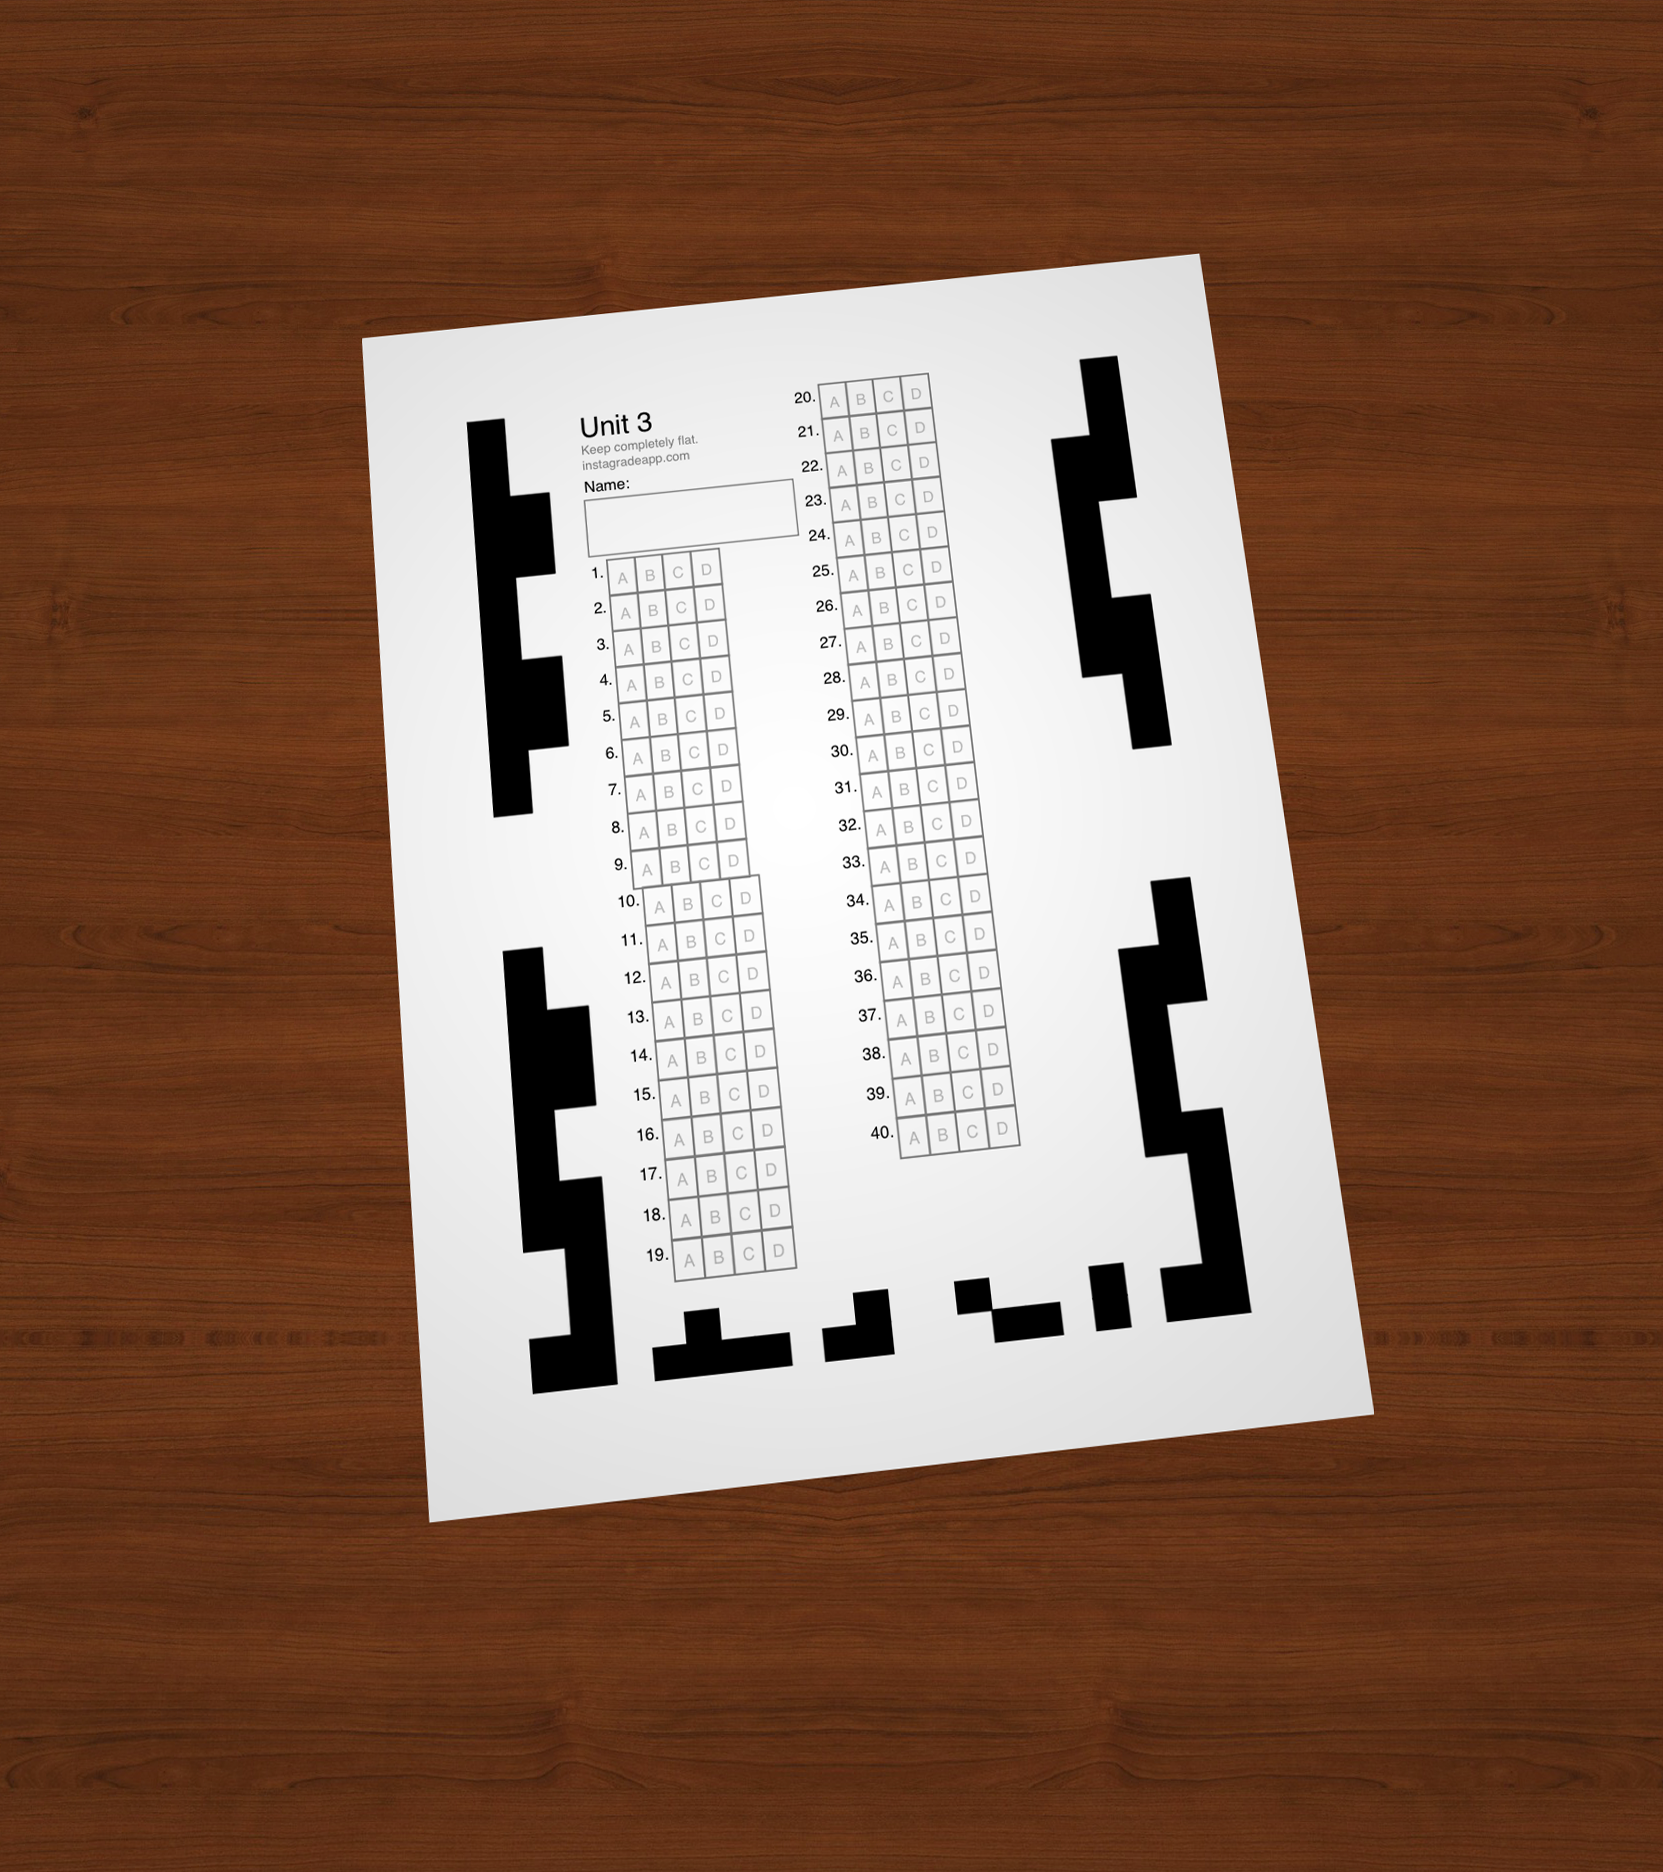 Unit 3
Keep completely flat.
instagradeapp.com
Name:
1. A B C D
2. A B C D
3. A B C D
4. A B C D
5. A B C D
6. A B C D
7. A B C D
8. A B C D
9. A B C D
10. A B C D
11. A B C D
12. A B C D
13. A B C D
14. A B C D
15. A B C D
16. A B C D
17. A B C D
18. A B C D
19. A B C D
20. A B C D
21. A B C D
22. A B C D
23. A B C D
24. A B C D
25. A B C D
26. A B C D
27. A B C D
28. A B C D
29. A B C D
30. A B C D
31. A B C D
32. A B C D
33. A B C D
34. A B C D
35. A B C D
36. A B C D
37. A B C D
38. A B C D
39. A B C D
40. A B C D